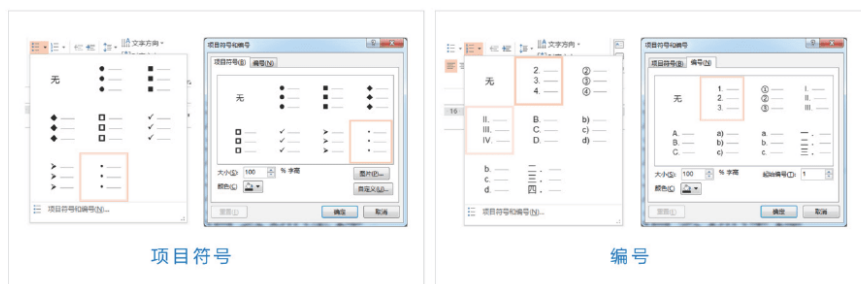 文字方向
无
项目符号和编号(N)...
项目符号和编号
项目符号(B) 编号(N)
无
大小(S): 100 % 字高
图片(P)...
颜色(C)
自定义(U)...
重置(E)
确定 取消
项目符号
文字方向
16
无
2.
3.
4.
②
③
④
II.
III.
IV.
B.
C.
D.
b)
c)
d)
b.
c.
d.
二.
三.
四.
项目符号和编号(N)...
项目符号和编号
项目符号(B) 编号(N)
无
1.
2.
3.
①
②
③
I.
II.
III.
A.
B.
C.
a)
b)
c)
a.
b.
c.
一.
二.
三.
大小(S): 100 % 字高 起始编号(T): 1
颜色(C)
重置(E)
确定 取消
编号